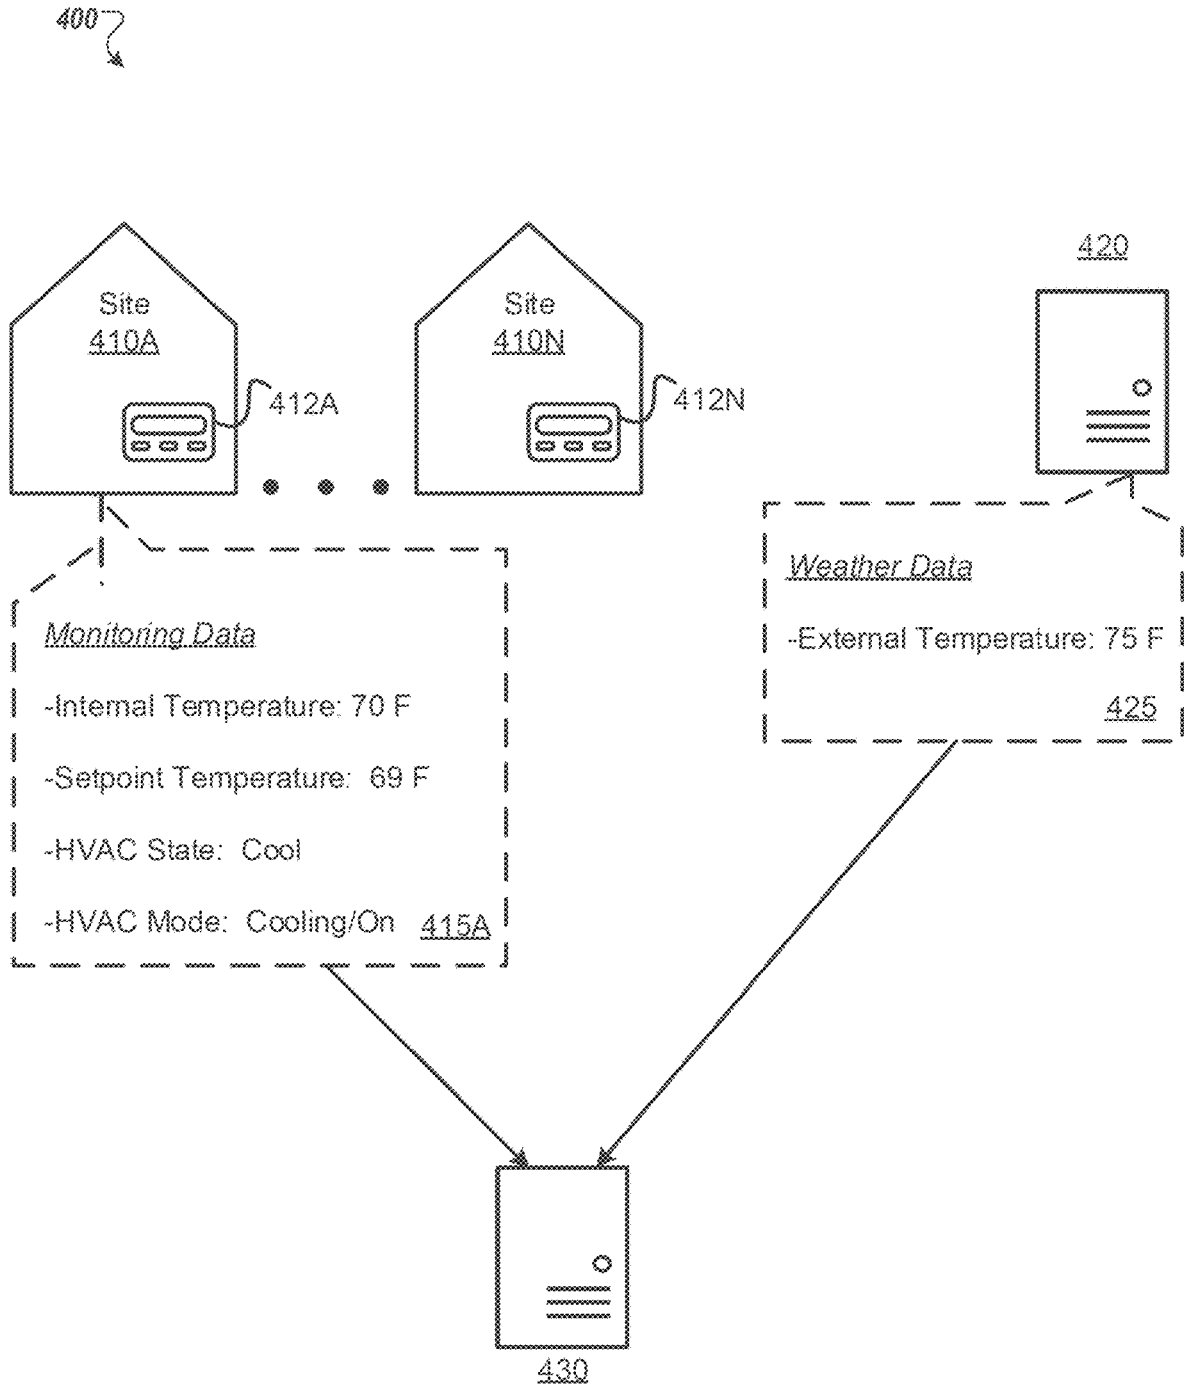 400
420
Site
410A
Site
410N
412A
412N
Weather Data
-External Temperature: 75 F
425
Monitoring Data
-Internal Temperature: 70 F
-Setpoint Temperature: 69 F
-HVAC State: Cool
-HVAC Mode: Cooling/On
415A
430